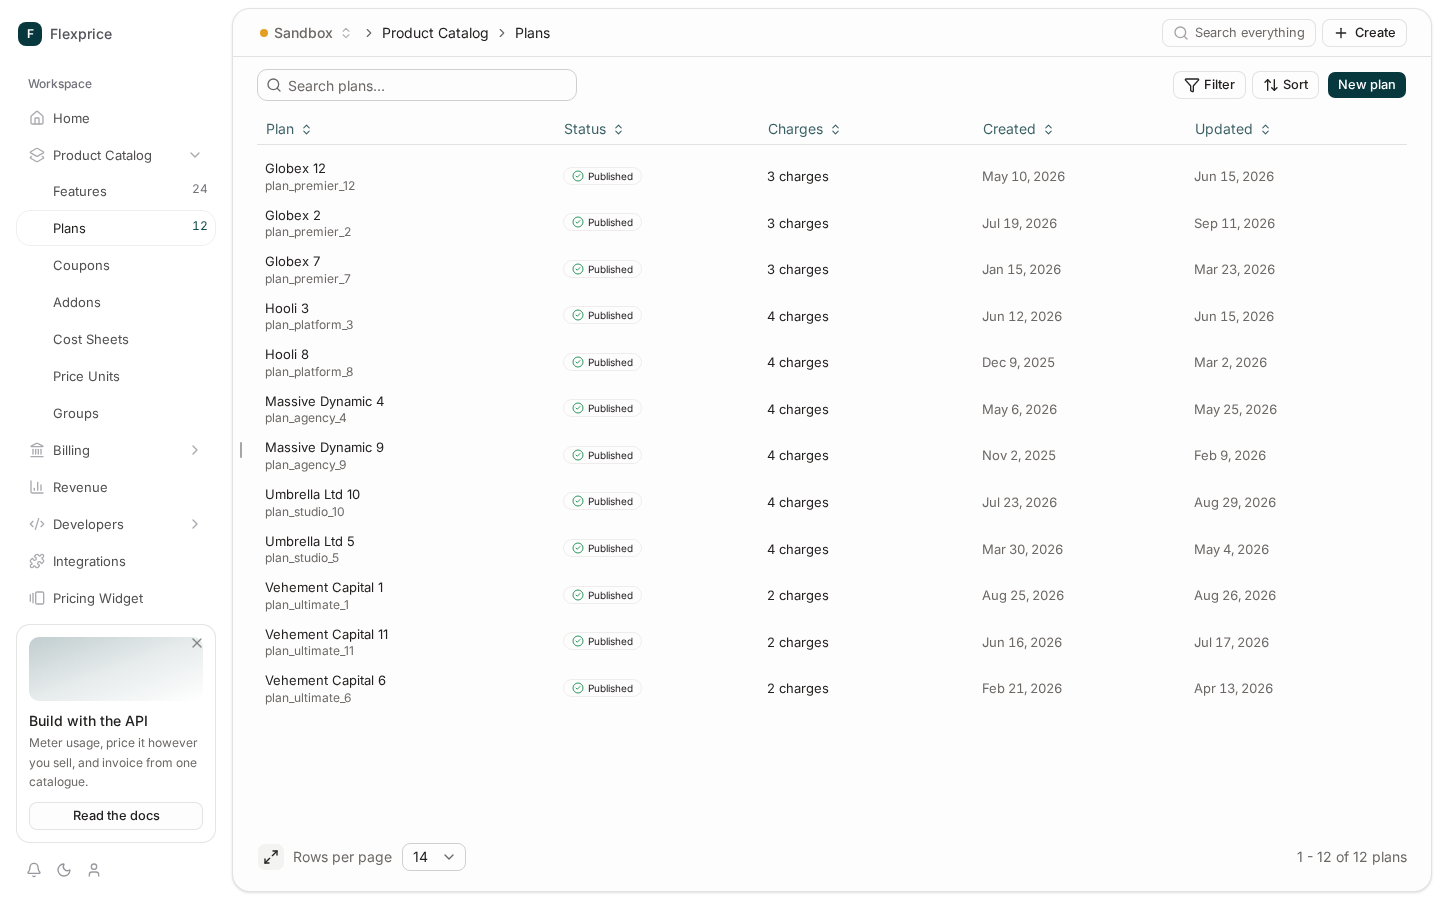 F Flexprice
Workspace
Home
Product Catalog
Features 24
Plans 12
Coupons
Addons
Cost Sheets
Price Units
Groups
Billing
Revenue
Developers
Integrations
Pricing Widget
Build with the API
Meter usage, price it however
you sell, and invoice from one
catalogue.
Read the docs
Sandbox Product Catalog Plans
Search everything
Create
Search plans...
Filter
Sort
New plan
Plan Status Charges Created Updated
Globex 12
plan_premier_12
Published 3 charges May 10, 2026 Jun 15, 2026
Globex 2
plan_premier_2
Published 3 charges Jul 19, 2026 Sep 11, 2026
Globex 7
plan_premier_7
Published 3 charges Jan 15, 2026 Mar 23, 2026
Hooli 3
plan_platform_3
Published 4 charges Jun 12, 2026 Jun 15, 2026
Hooli 8
plan_platform_8
Published 4 charges Dec 9, 2025 Mar 2, 2026
Massive Dynamic 4
plan_agency_4
Published 4 charges May 6, 2026 May 25, 2026
Massive Dynamic 9
plan_agency_9
Published 4 charges Nov 2, 2025 Feb 9, 2026
Umbrella Ltd 10
plan_studio_10
Published 4 charges Jul 23, 2026 Aug 29, 2026
Umbrella Ltd 5
plan_studio_5
Published 4 charges Mar 30, 2026 May 4, 2026
Vehement Capital 1
plan_ultimate_1
Published 2 charges Aug 25, 2026 Aug 26, 2026
Vehement Capital 11
plan_ultimate_11
Published 2 charges Jun 16, 2026 Jul 17, 2026
Vehement Capital 6
plan_ultimate_6
Published 2 charges Feb 21, 2026 Apr 13, 2026
Rows per page 14
1 - 12 of 12 plans